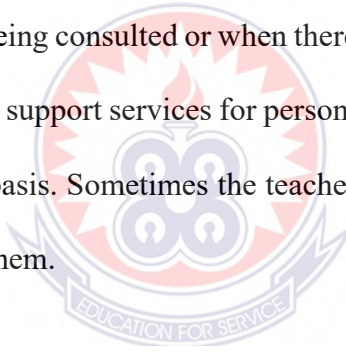 eing consulted or when there
support services for person
basis. Sometimes the teache
hem.
EDUCATION FOR SERVICE